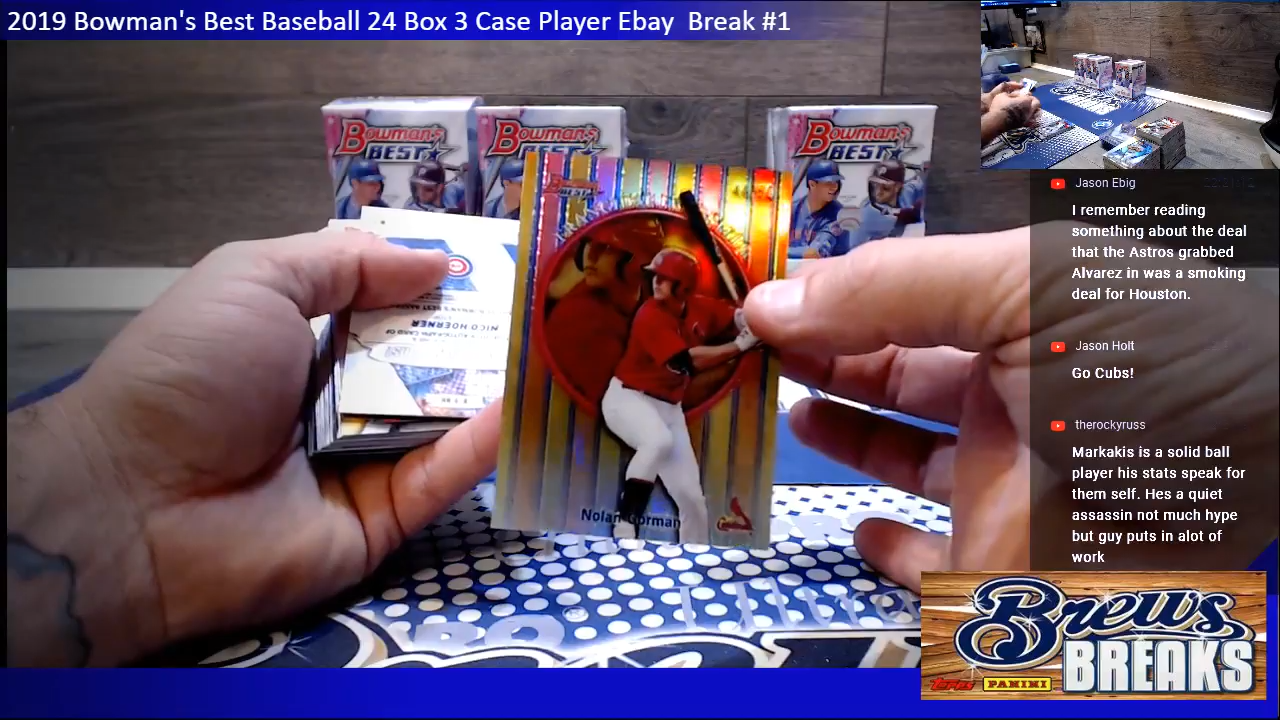 2019 Bowman's Best Baseball 24 Box 3 Case Player Ebay  Break #1
Bowman's
BEST
Bowman's
BEST
Bowman's
BEST
Bowman's
BEST
NICO HOERNER
Nolan Gorman
Jason Ebig
I remember reading
something about the deal
that the Astros grabbed
Alvarez in was a smoking
deal for Houston.
Jason Holt
Go Cubs!
therockyruss
Markakis is a solid ball
player his stats speak for
them self. Hes a quiet
assassin not much hype
but guy puts in alot of
work
Brews
BREAKS
Topps PANINI